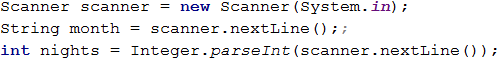 Scanner scanner = new Scanner(System.in);
String month = scanner.nextLine();;
int nights = Integer.parseInt(scanner.nextLine());